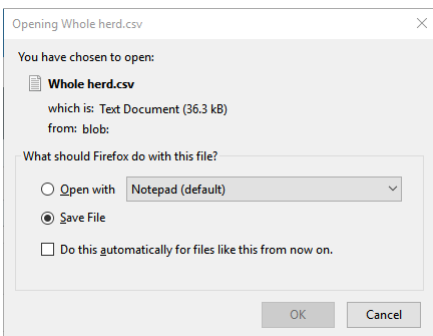 Opening Whole herd.csv
You have chosen to open:
Whole herd.csv
which is: Text Document (36.3 kB)
from: blob:
What should Firefox do with this file?
Open with Notepad (default)
Save File
Do this automatically for files like this from now on.
OK Cancel